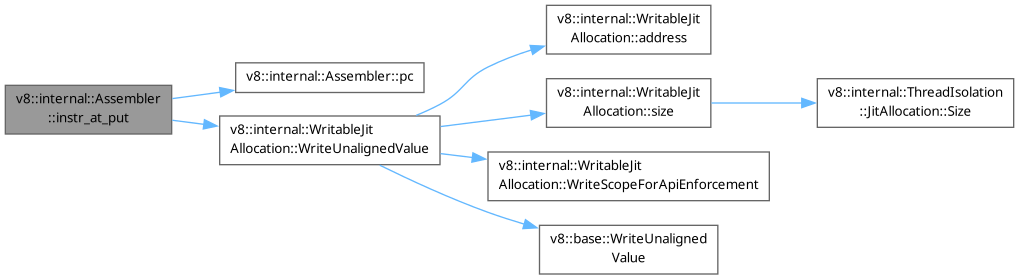 v8::internal::Assembler
::instr_at_put
v8::internal::Assembler::pc
v8::internal::WritableJit
Allocation::WriteUnalignedValue
v8::internal::WritableJit
Allocation::address
v8::internal::WritableJit
Allocation::size
v8::internal::WritableJit
Allocation::WriteScopeForApiEnforcement
v8::base::WriteUnaligned
Value
v8::internal::ThreadIsolation
::JitAllocation::Size